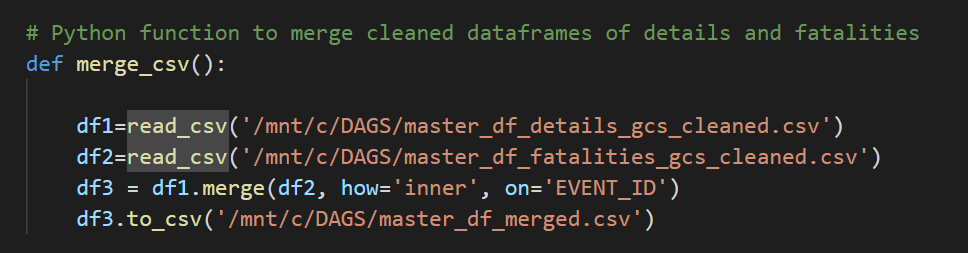 # Python function to merge cleaned dataframes of details and fatalities
def merge_csv():
df1=read_csv('/mnt/c/DAGS/master_df_details_gcs_cleaned.csv')
df2=read_csv('/mnt/c/DAGS/master_df_fatalities_gcs_cleaned.csv')
df3 = df1.merge(df2, how='inner', on='EVENT_ID')
df3.to_csv('/mnt/c/DAGS/master_df_merged.csv')